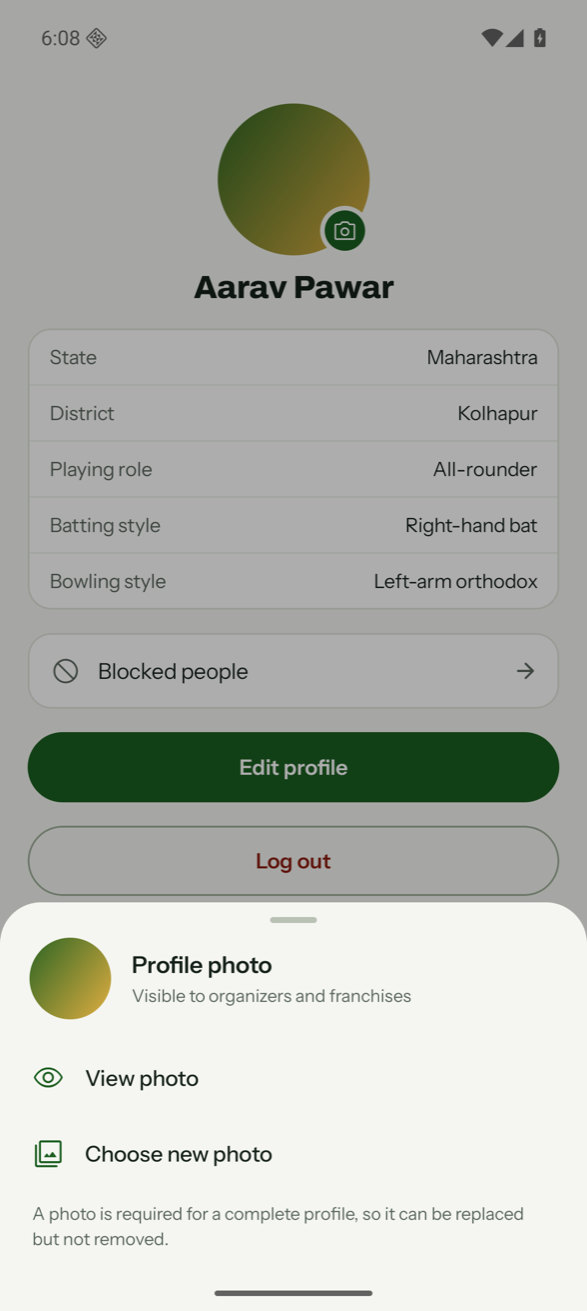 6:08
Aarav Pawar
State Maharashtra
District Kolhapur
Playing role All-rounder
Batting style Right-hand bat
Bowling style Left-arm orthodox
Blocked people
Edit profile
Log out
Profile photo
Visible to organizers and franchises
View photo
Choose new photo
A photo is required for a complete profile, so it can be replaced
but not removed.